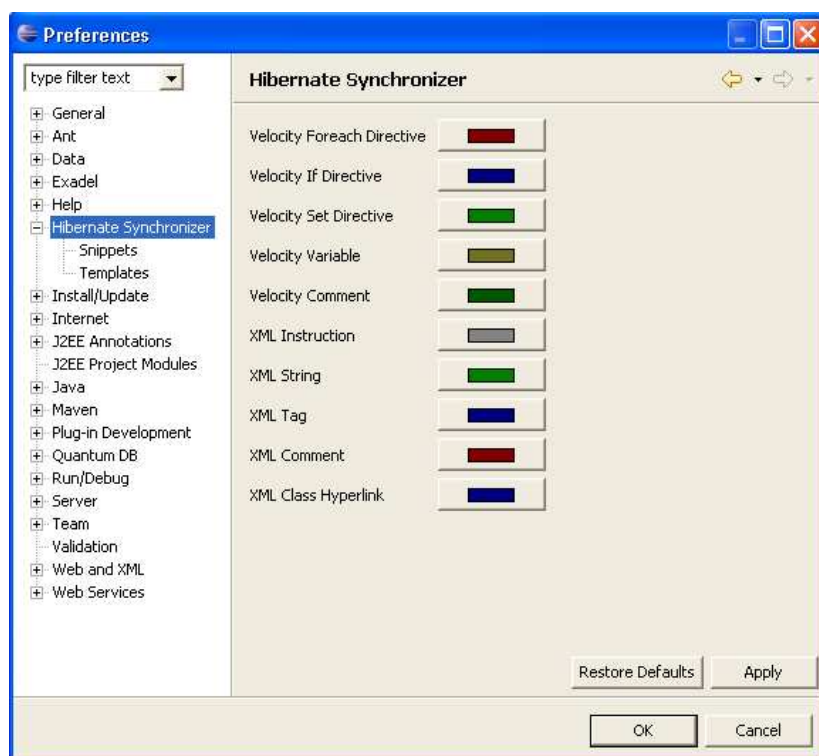 Preferences
type filter text
General
Ant
Data
Exadel
Help
Hibernate Synchronizer
Snippets
Templates
Install/Update
Internet
J2EE Annotations
J2EE Project Modules
Java
Maven
Plug-in Development
Quantum DB
Run/Debug
Server
Team
Validation
Web and XML
Web Services
Hibernate Synchronizer
Velocity Foreach Directive
Velocity If Directive
Velocity Set Directive
Velocity Variable
Velocity Comment
XML Instruction
XML String
XML Tag
XML Comment
XML Class Hyperlink
Restore Defaults
Apply
OK
Cancel